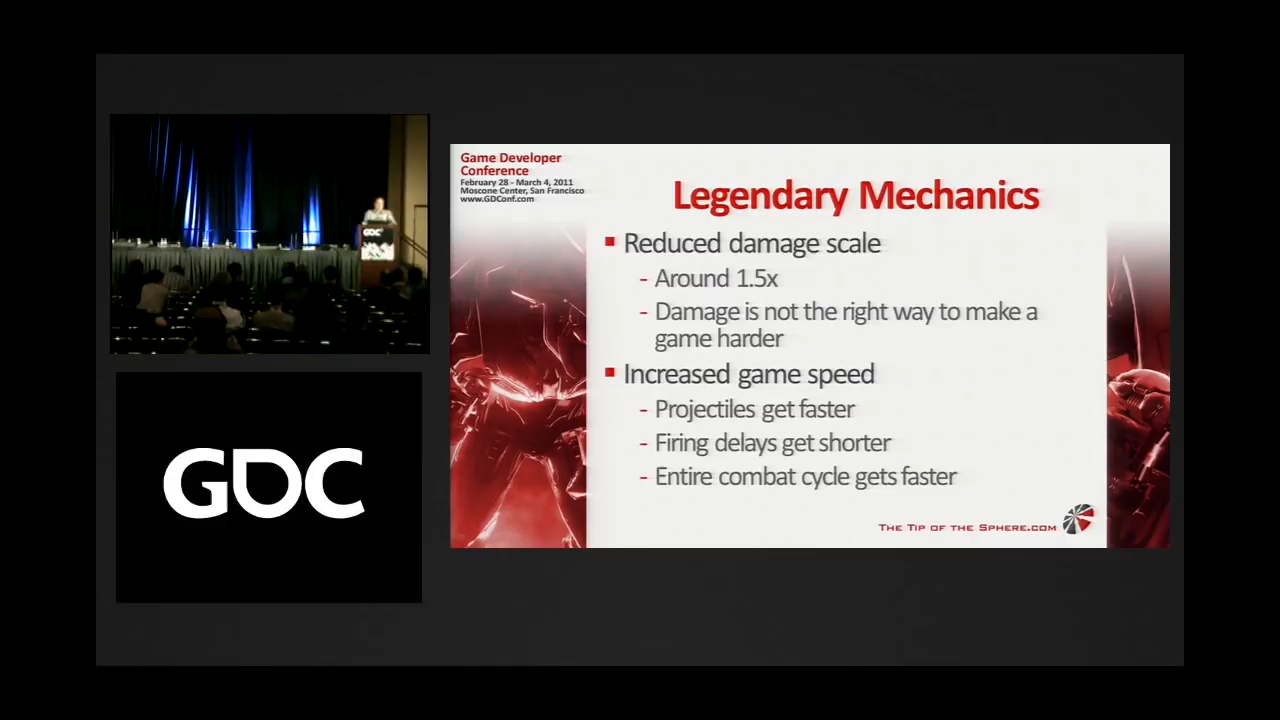 GDC
GDC
Game Developer
Conference
February 28 - March 4, 2011
Moscone Center, San Francisco
www.GDConf.com
Legendary Mechanics
Reduced damage scale
- Around 1.5x
- Damage is not the right way to make a
game harder
Increased game speed
- Projectiles get faster
- Firing delays get shorter
- Entire combat cycle gets faster
The Tip of the Sphere.com